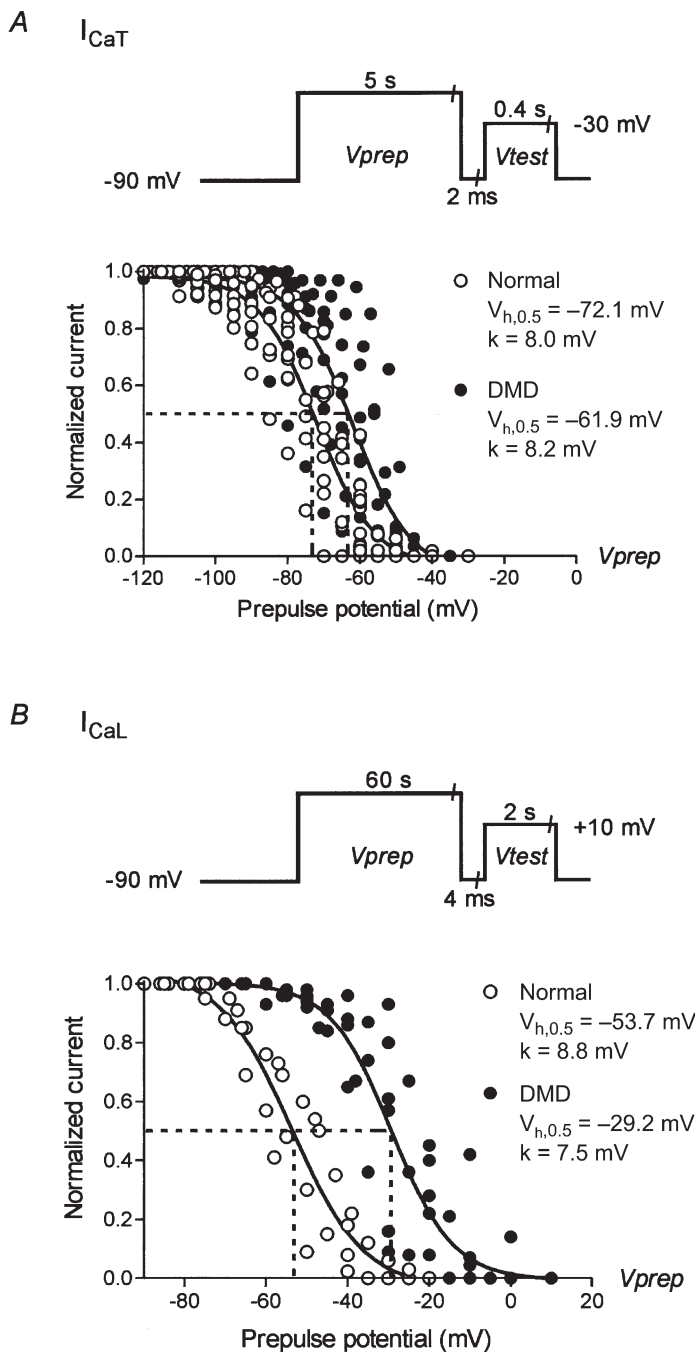 A
I CaT
5 s
0.4 s
-30 mV
Vprep
Vtest
-90 mV
2 ms
1.0
0.8
0.6
0.4
0.2
0.0
Normalized current
Normal
Vh,0.5 = –72.1 mV
k = 8.0 mV
DMD
Vh,0.5 = –61.9 mV
k = 8.2 mV
Vprep
-120 -100 -80 -60 -40 -20 0
Prepulse potential (mV)
B
I CaL
60 s
2 s
+10 mV
Vprep
Vtest
-90 mV
4 ms
1.0
0.8
0.6
0.4
0.2
0.0
Normalized current
Normal
Vh,0.5 = –53.7 mV
k = 8.8 mV
DMD
Vh,0.5 = –29.2 mV
k = 7.5 mV
Vprep
-80 -60 -40 -20 0 20
Prepulse potential (mV)